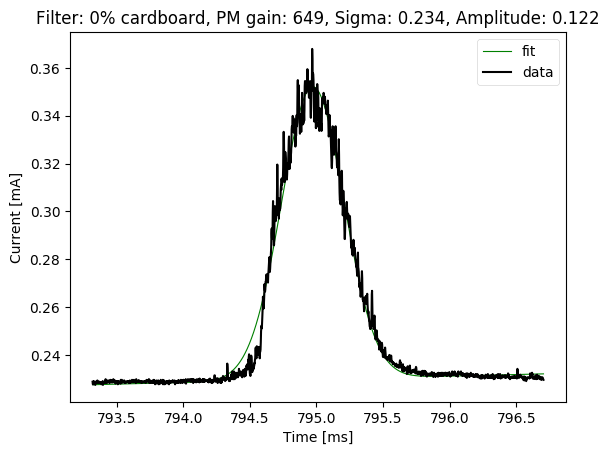 Filter: 0% cardboard, PM gain: 649, Sigma: 0.234, Amplitude: 0.122
fit
data
0.36
0.34
0.32
0.30
0.28
0.26
0.24
Current [mA]
793.5 794.0 794.5 795.0 795.5 796.0 796.5
Time [ms]